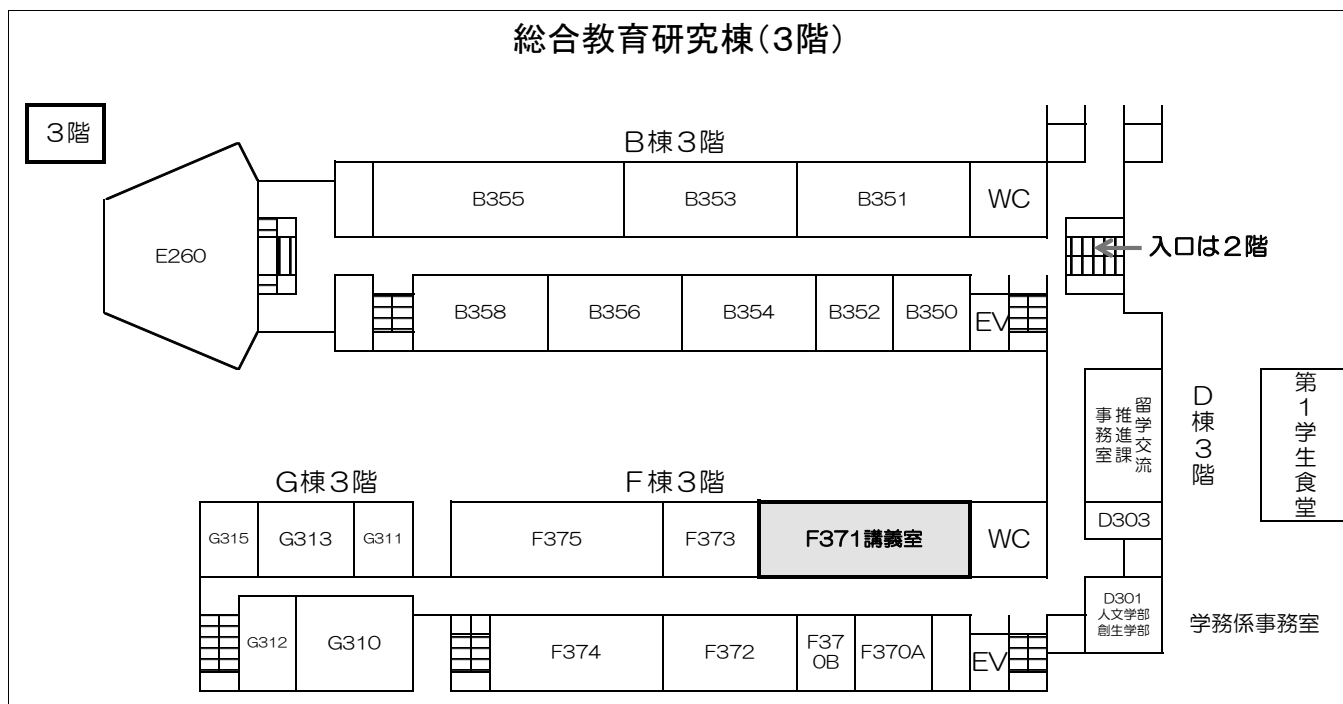 総合教育研究棟(3階)
3階
B棟3階
B355
B353
B351
WC
E260
入口は2階
B358
B356
B354
B352
B350
EV
留学交流
推進課
事務室
D棟3階
第1学生食堂
G棟3階
F棟3階
G315
G313
G311
F375
F373
F371講義室
WC
D303
D301
人文学部
創生学部
学務係事務室
G312
G310
F374
F372
F37
0B
F370A
EV